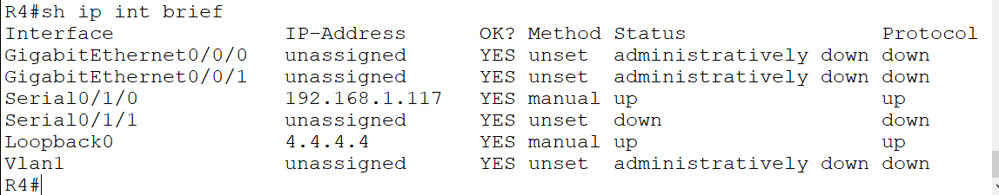 R4#sh ip int brief
Interface IP-Address OK? Method Status Protocol
GigabitEthernet0/0/0 unassigned YES unset administratively down down
GigabitEthernet0/0/1 unassigned YES unset administratively down down
Serial0/1/0 192.168.1.117 YES manual up up
Serial0/1/1 unassigned YES unset down down
Loopback0 4.4.4.4 YES manual up up
Vlan1 unassigned YES unset administratively down down
R4#